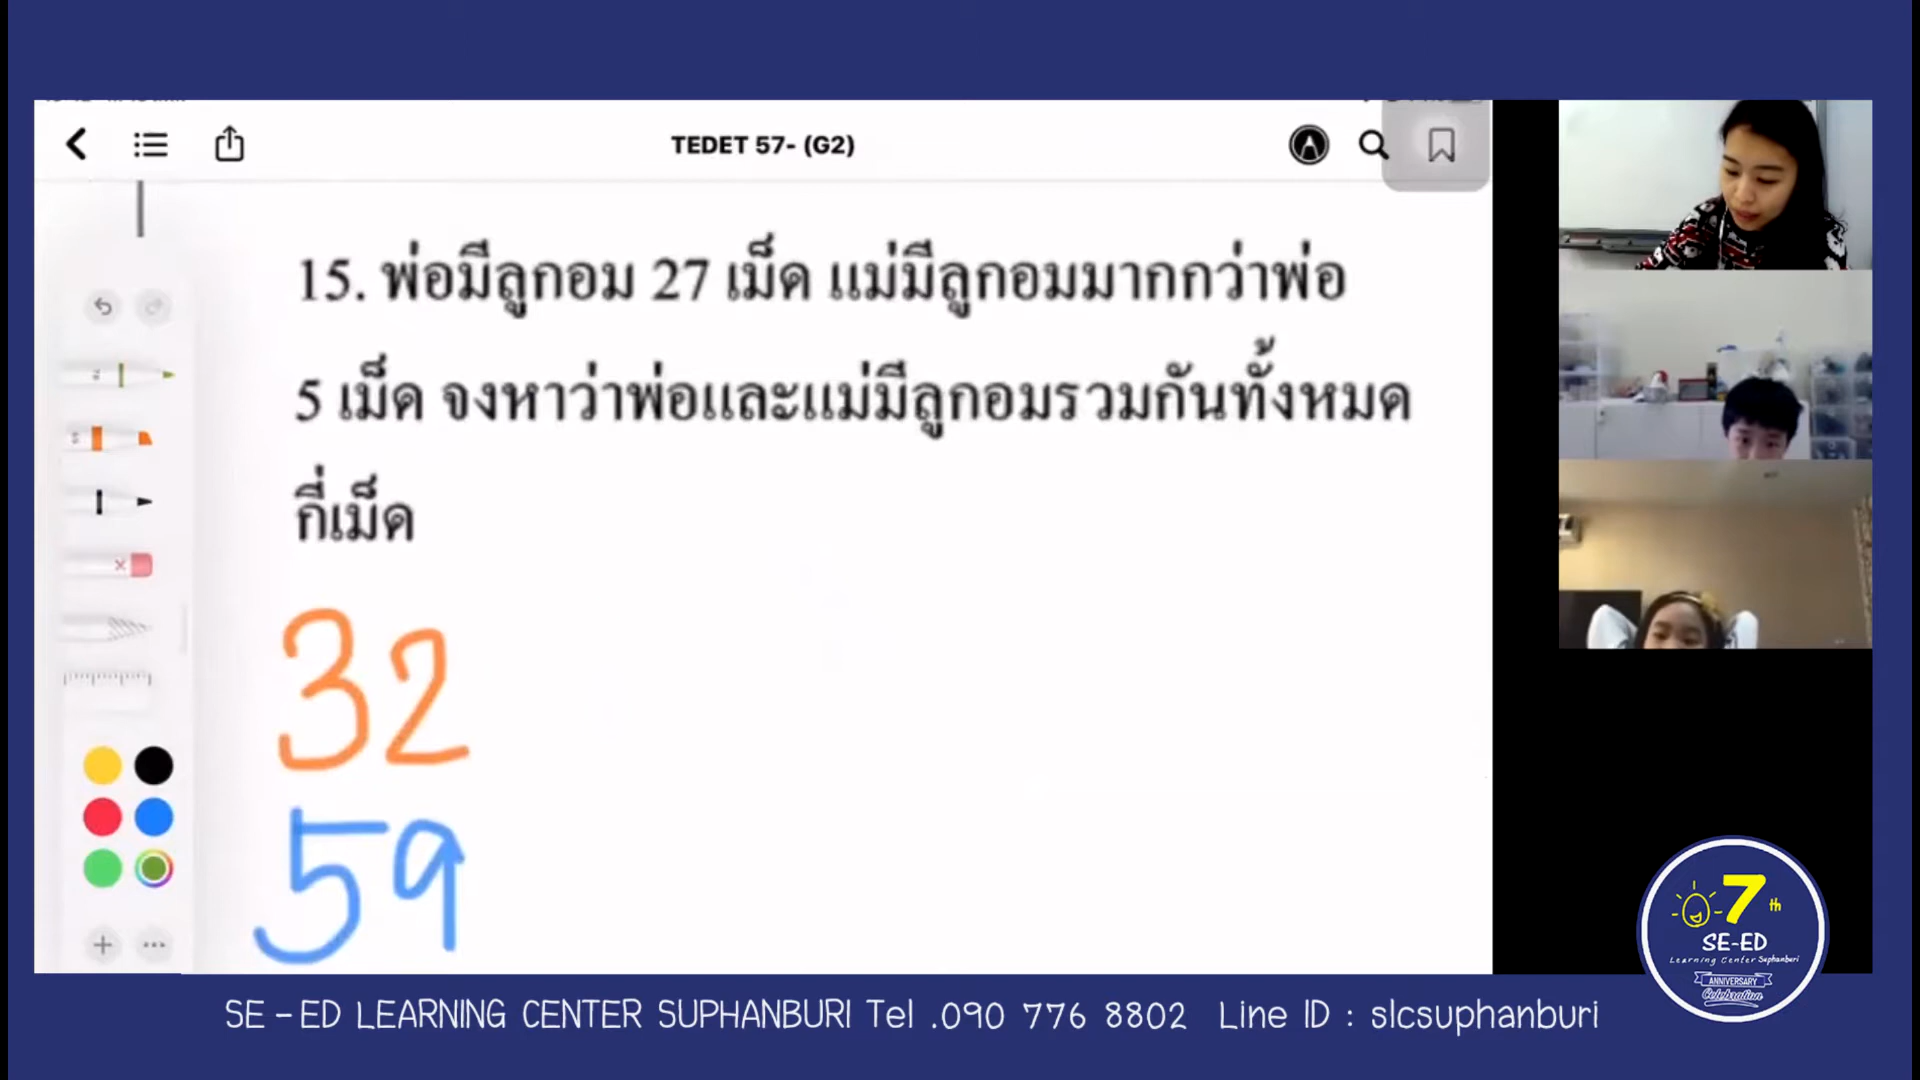 TEDET 57- (G2)
15. พ่อมีลูกอม 27 เม็ด แม่มีลูกอมมากกว่าพ่อ
5 เม็ด จงหาว่าพ่อและแม่มีลูกอมรวมกันทั้งหมด
กี่เม็ด
32
59
7th
SE-ED
Learning Center Suphanburi
ANNIVERSARY
Celebration
SE-ED LEARNING CENTER SUPHANBURI Tel .090 776 8802 Line ID : slcsuphanburi